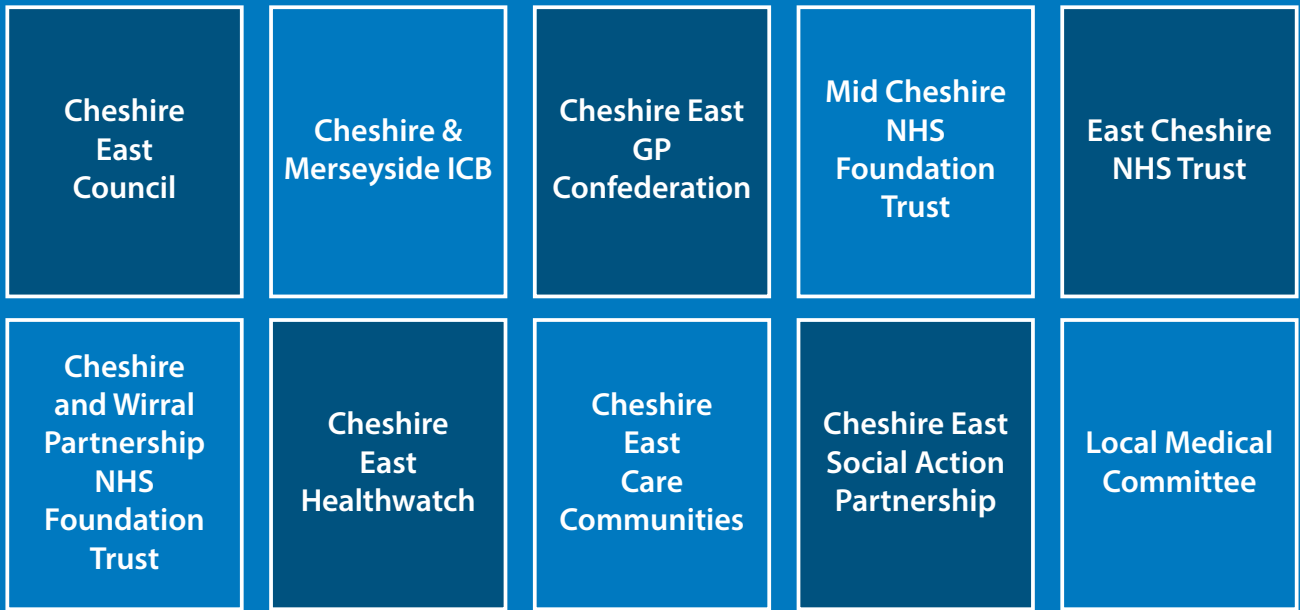 Cheshire
East
Council
Cheshire &
Merseyside ICB
Cheshire East
GP
Confederation
Mid Cheshire
NHS
Foundation
Trust
East Cheshire
NHS Trust
Cheshire
and Wirral
Partnership
NHS
Foundation
Trust
Cheshire
East
Healthwatch
Cheshire
East
Care
Communities
Cheshire East
Social Action
Partnership
Local Medical
Committee